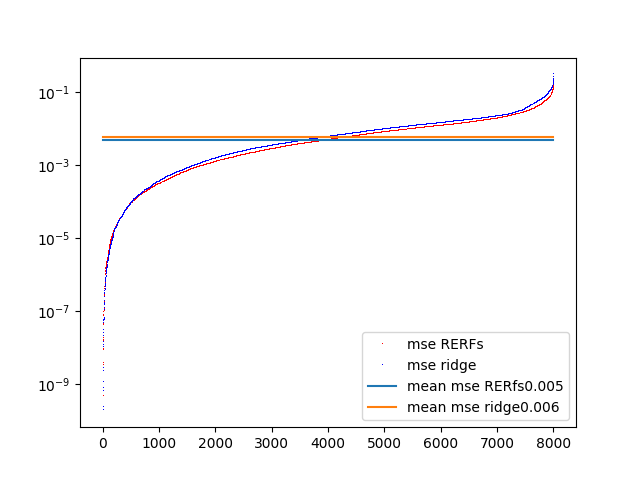 10⁻¹
10⁻³
10⁻⁵
10⁻⁷
10⁻⁹
mse RERFs
mse ridge
mean mse RERfs0.005
mean mse ridge0.006
0 1000 2000 3000 4000 5000 6000 7000 8000